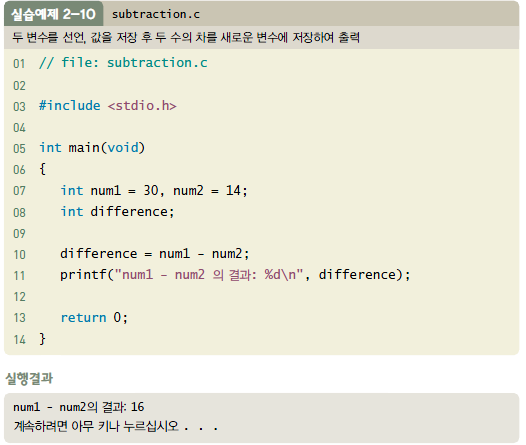 실습예제 2-10 subtraction.c
두 변수를 선언, 값을 저장 후 두 수의 차를 새로운 변수에 저장하여 출력
01 // file: subtraction.c
02
03 #include <stdio.h>
04
05 int main(void)
06 {
07 int num1 = 30, num2 = 14;
08 int difference;
09
10 difference = num1 - num2;
11 printf("num1 - num2 의 결과: %d\n", difference);
12
13 return 0;
14 }
실행결과
num1 - num2의 결과: 16
계속하려면 아무 키나 누르십시오 . . .